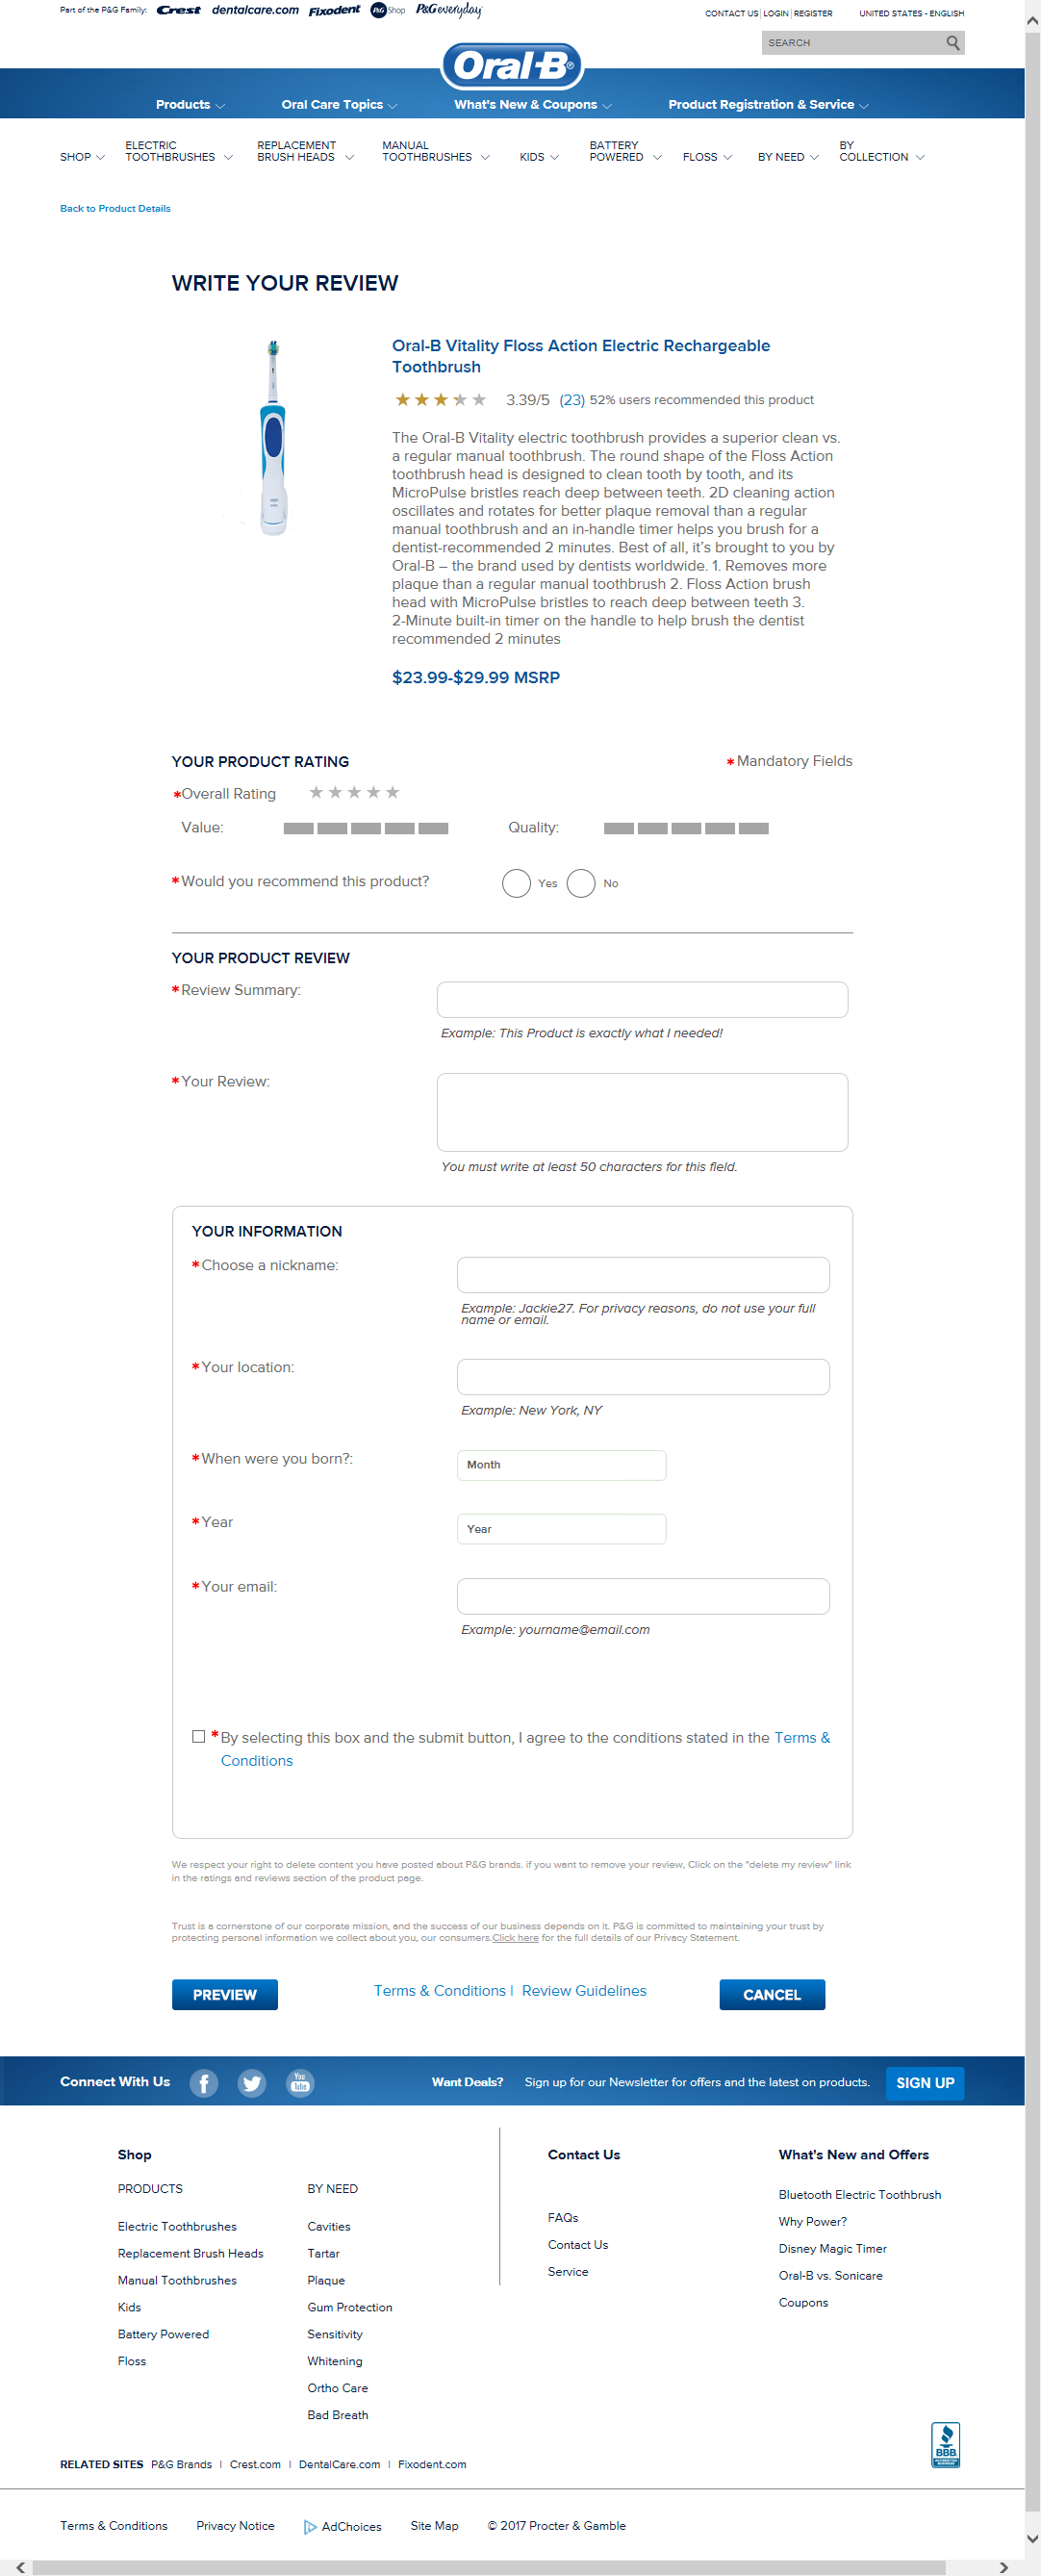 Part of the P&G Family: Crest dentalcare.com Fixodent P&G Shop P&G everyday
CONTACT US | LOGIN | REGISTER UNITED STATES - ENGLISH
SEARCH
Oral-B®
Products Oral Care Topics What's New & Coupons Product Registration & Service
SHOP ELECTRIC TOOTHBRUSHES REPLACEMENT BRUSH HEADS MANUAL TOOTHBRUSHES KIDS BATTERY POWERED FLOSS BY NEED BY COLLECTION
Back to Product Details
WRITE YOUR REVIEW
Oral-B Vitality Floss Action Electric Rechargeable
Toothbrush
3.39/5 (23) 52% users recommended this product
The Oral-B Vitality electric toothbrush provides a superior clean vs.
a regular manual toothbrush. The round shape of the Floss Action
toothbrush head is designed to clean tooth by tooth, and its
MicroPulse bristles reach deep between teeth. 2D cleaning action
oscillates and rotates for better plaque removal than a regular
manual toothbrush and an in-handle timer helps you brush for a
dentist-recommended 2 minutes. Best of all, it's brought to you by
Oral-B – the brand used by dentists worldwide. 1. Removes more
plaque than a regular manual toothbrush 2. Floss Action brush
head with MicroPulse bristles to reach deep between teeth 3.
2-Minute built-in timer on the handle to help brush the dentist
recommended 2 minutes
$23.99-$29.99 MSRP
YOUR PRODUCT RATING *Mandatory Fields
*Overall Rating
Value: Quality:
*Would you recommend this product? Yes No
YOUR PRODUCT REVIEW
*Review Summary:
Example: This Product is exactly what I needed!
*Your Review:
You must write at least 50 characters for this field.
YOUR INFORMATION
*Choose a nickname:
Example: Jackie27. For privacy reasons, do not use your full
name or email.
*Your location:
Example: New York, NY
*When were you born?: Month
*Year Year
*Your email:
Example: yourname@email.com
*By selecting this box and the submit button, I agree to the conditions stated in the Terms &
Conditions
We respect your right to delete content you have posted about P&G brands. if you want to remove your review, Click on the "delete my review" link
in the ratings and reviews section of the product page.
Trust is a cornerstone of our corporate mission, and the success of our business depends on it. P&G is committed to maintaining your trust by
protecting personal information we collect about you, our consumers.Click here for the full details of our Privacy Statement.
PREVIEW Terms & Conditions | Review Guidelines CANCEL
Connect With Us You Tube Want Deals? Sign up for our Newsletter for offers and the latest on products. SIGN UP
Shop
PRODUCTS
Electric Toothbrushes
Replacement Brush Heads
Manual Toothbrushes
Kids
Battery Powered
Floss
BY NEED
Cavities
Tartar
Plaque
Gum Protection
Sensitivity
Whitening
Ortho Care
Bad Breath
Contact Us
FAQs
Contact Us
Service
What's New and Offers
Bluetooth Electric Toothbrush
Why Power?
Disney Magic Timer
Oral-B vs. Sonicare
Coupons
BBB
RELATED SITES P&G Brands | Crest.com | DentalCare.com | Fixodent.com
Terms & Conditions Privacy Notice AdChoices Site Map © 2017 Procter & Gamble